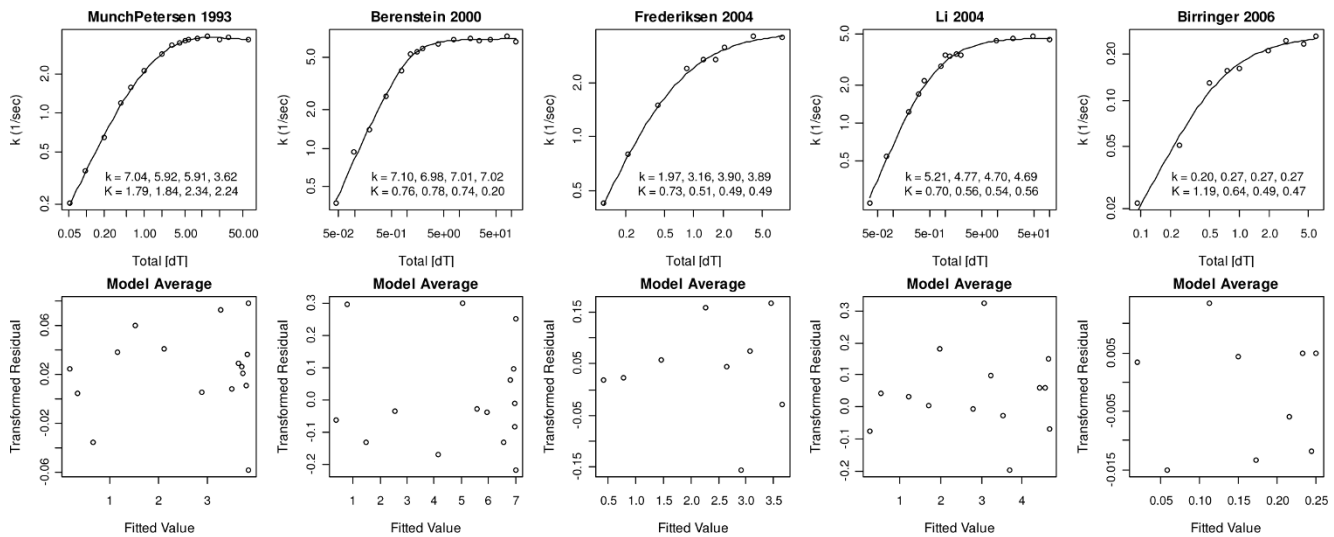 MunchPetersen 1993
k (1/sec)
0.2 0.5 1.0 2.0
k = 7.04, 5.92, 5.91, 3.62
K = 1.79, 1.84, 2.34, 2.24
0.05 0.20 1.00 5.00 50.00
Total [dT]
Berenstein 2000
k (1/sec)
0.5 1.0 2.0 5.0
k = 7.10, 6.98, 7.01, 7.02
K = 0.76, 0.78, 0.74, 0.20
5e-02 5e-01 5e+00 5e+01
Total [dT]
Frederiksen 2004
k (1/sec)
0.5 1.0 2.0
k = 1.97, 3.16, 3.90, 3.89
K = 0.73, 0.51, 0.49, 0.49
0.2 0.5 1.0 2.0 5.0
Total [dT]
Li 2004
k (1/sec)
0.5 1.0 2.0 5.0
k = 5.21, 4.77, 4.70, 4.69
K = 0.70, 0.56, 0.54, 0.56
5e-02 5e-01 5e+00 5e+01
Total [dT]
Birringer 2006
k (1/sec)
0.02 0.05 0.10 0.20
k = 0.20, 0.27, 0.27, 0.27
K = 1.19, 0.64, 0.49, 0.47
0.1 0.2 0.5 1.0 2.0 5.0
Total [dT]
Model Average
Transformed Residual
-0.06 -0.02 0.02 0.06
1 2 3
Fitted Value
Model Average
Transformed Residual
-0.2 -0.1 0.0 0.1 0.2 0.3
1 2 3 4 5 6 7
Fitted Value
Model Average
Transformed Residual
-0.15 -0.05 0.05 0.15
0.5 1.0 1.5 2.0 2.5 3.0 3.5
Fitted Value
Model Average
Transformed Residual
-0.2 -0.1 0.0 0.1 0.2 0.3
1 2 3 4
Fitted Value
Model Average
Transformed Residual
-0.015 -0.005 0.005
0.05 0.10 0.15 0.20 0.25
Fitted Value